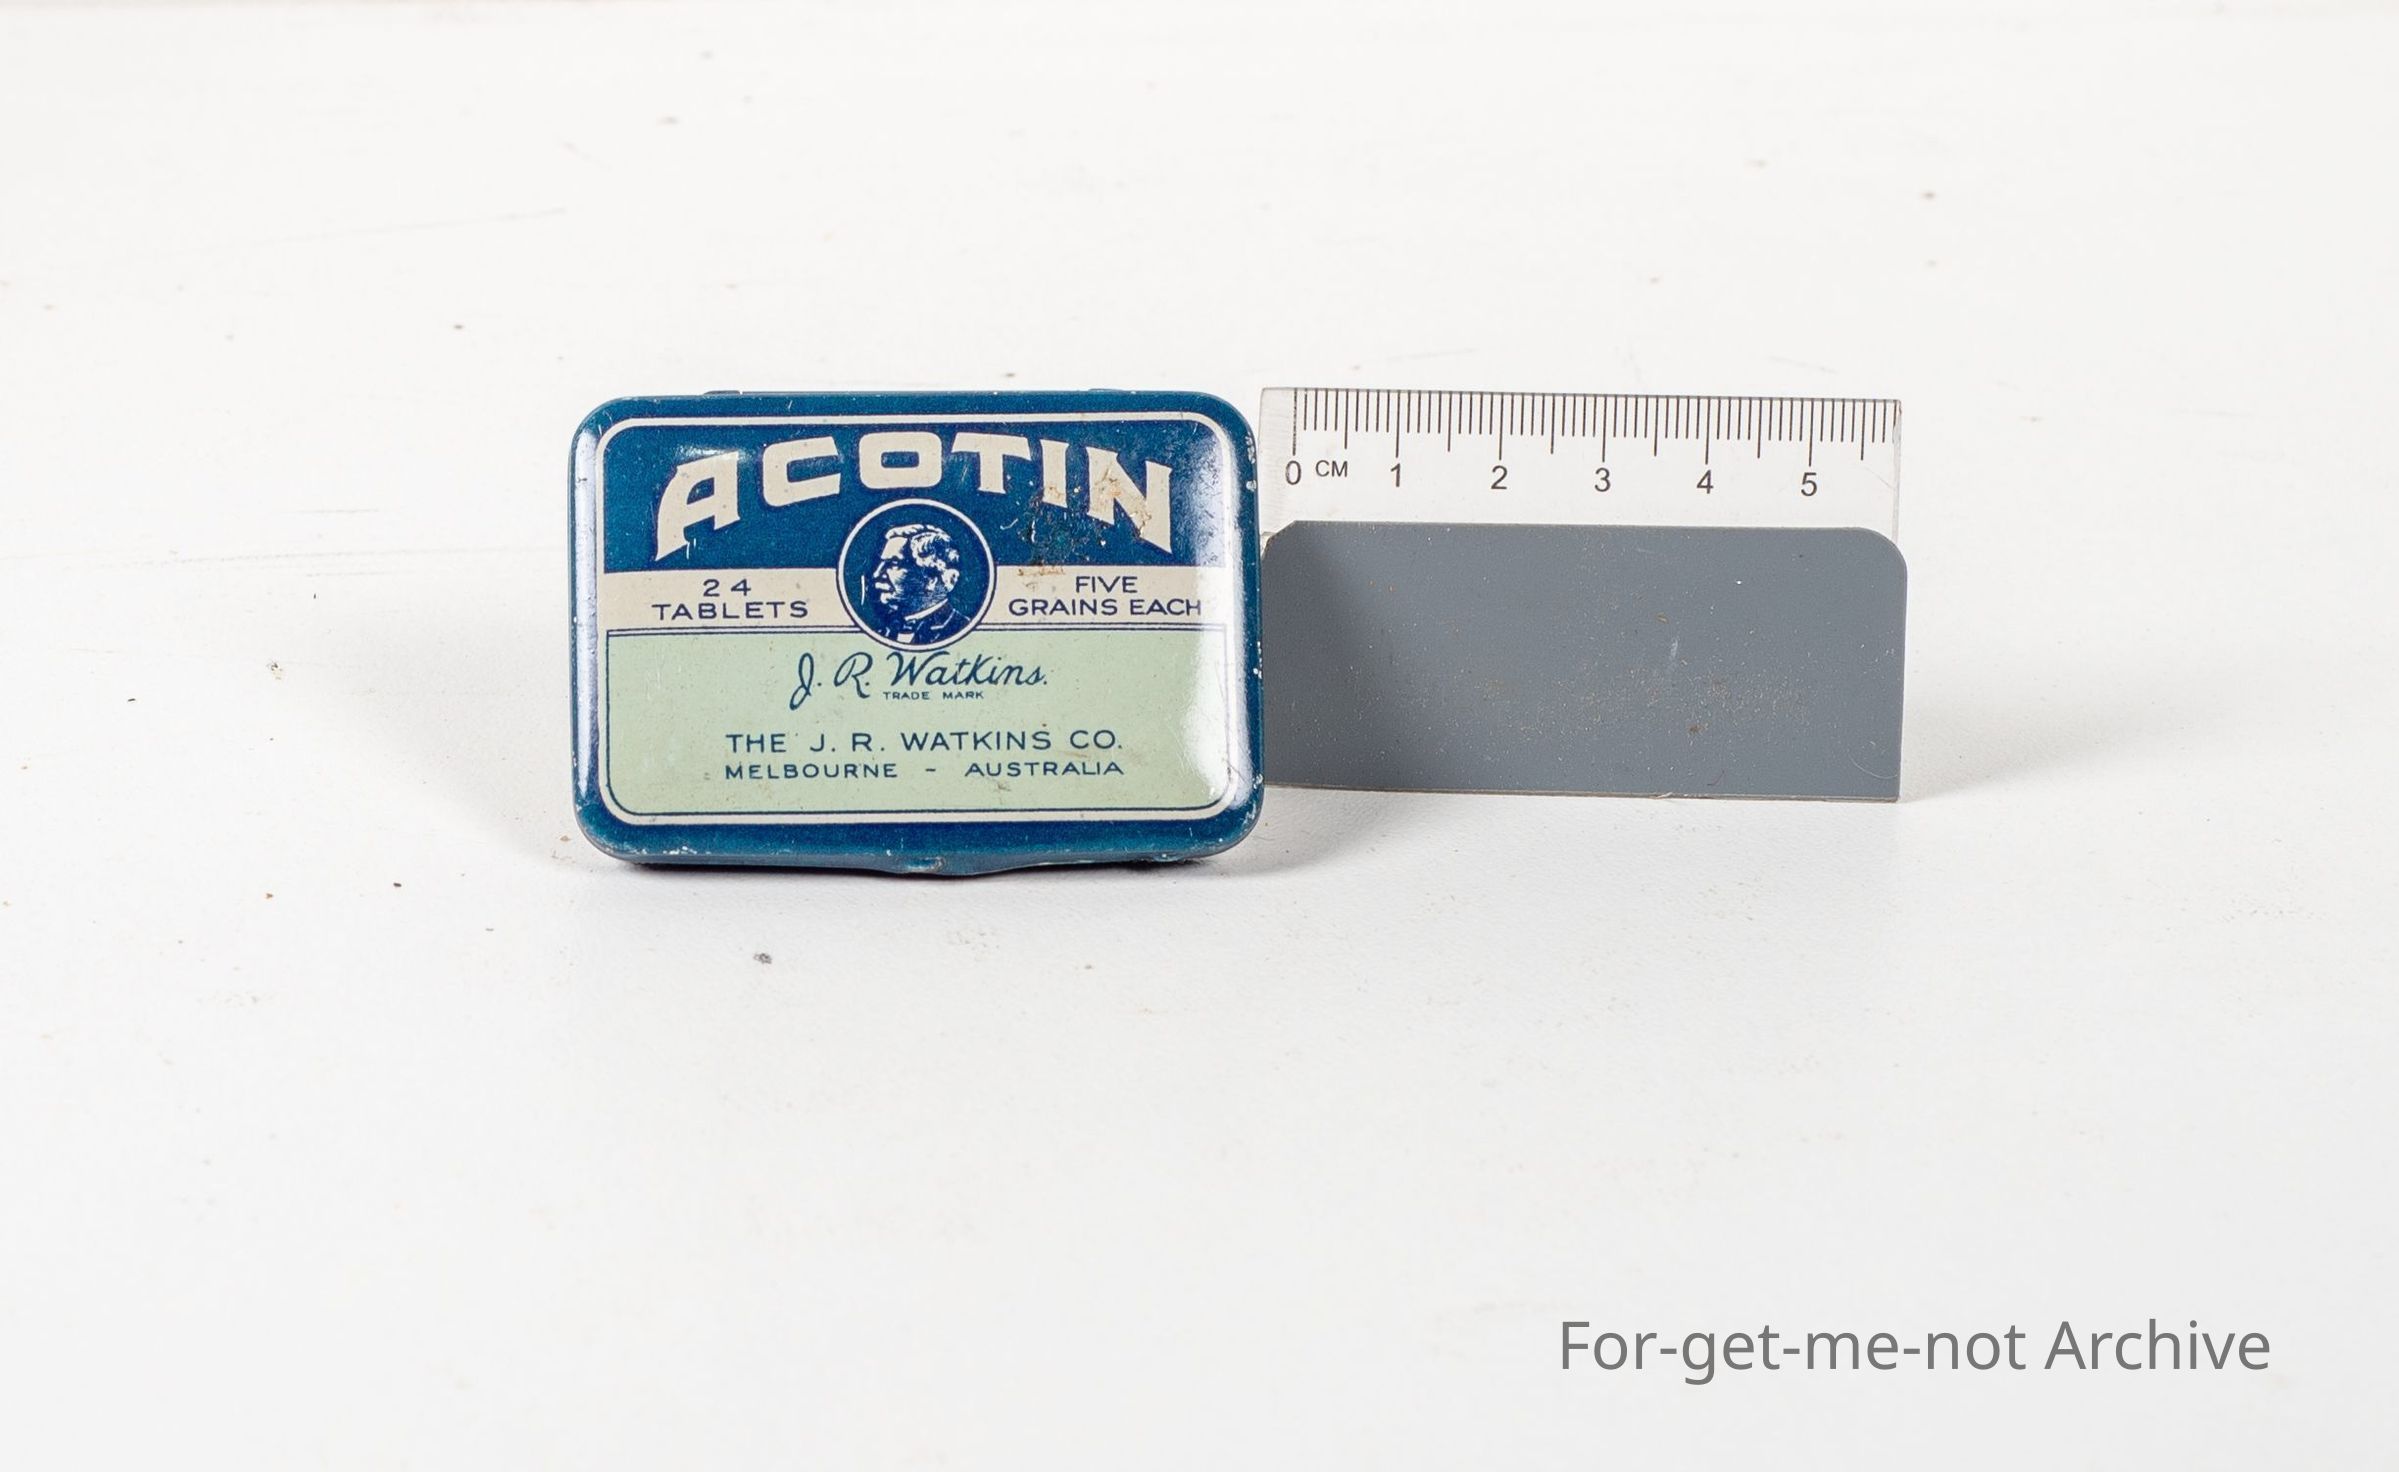 ACOTIN
24
TABLETS
FIVE
GRAINS EACH
J. R. Watkins.
TRADE MARK
THE J. R. WATKINS CO.
MELBOURNE - AUSTRALIA
0 CM 1 2 3 4 5
For-get-me-not Archive